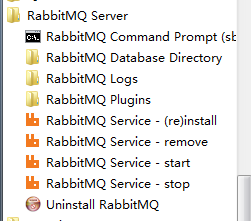 RabbitMQ Server
RabbitMQ Command Prompt (sb
RabbitMQ Database Directory
RabbitMQ Logs
RabbitMQ Plugins
RabbitMQ Service - (re)install
RabbitMQ Service - remove
RabbitMQ Service - start
RabbitMQ Service - stop
Uninstall RabbitMQ